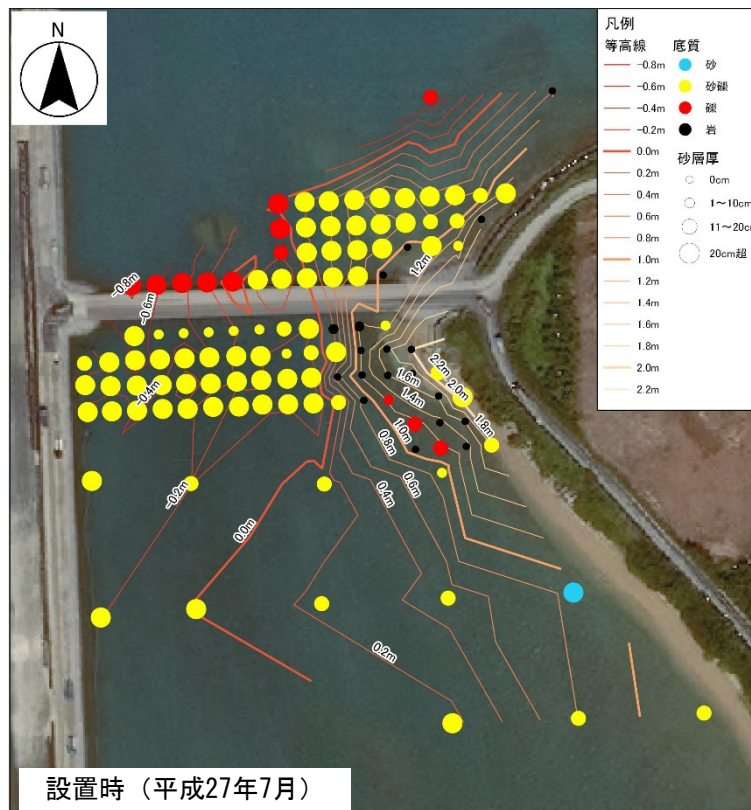 N
凡例
等高線
底質
-0.8m
砂
-0.6m
砂礫
-0.4m
礫
-0.2m
岩
0.0m
砂層厚
0.2m
0cm
0.4m
1～10cm
0.6m
11～20cm
0.8m
20cm超
1.0m
1.2m
1.4m
1.6m
1.8m
2.0m
2.2m
1.2m
-0.8m
-0.6m
-0.4m
2.2m
2.0m
1.6m
1.4m
1.8m
1.0m
0.8m
0.6m
0.4m
-0.2m
0.0m
0.2m
設置時（平成27年7月）